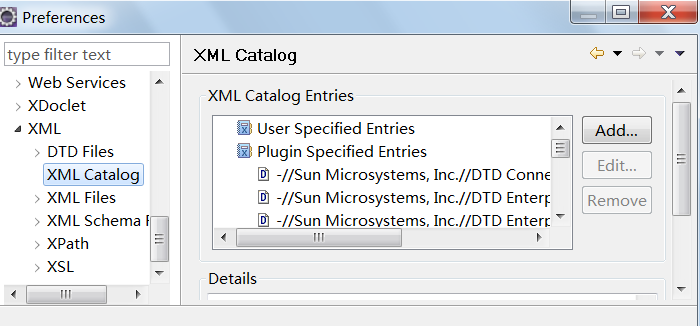 Preferences
type filter text
Web Services
XDoclet
XML
DTD Files
XML Catalog
XML Files
XML Schema F
XPath
XSL
XML Catalog
XML Catalog Entries
User Specified Entries
Plugin Specified Entries
-//Sun Microsystems, Inc.//DTD Conne
-//Sun Microsystems, Inc.//DTD Enterp
-//Sun Microsystems, Inc.//DTD Enterp
Add...
Edit...
Remove
Details